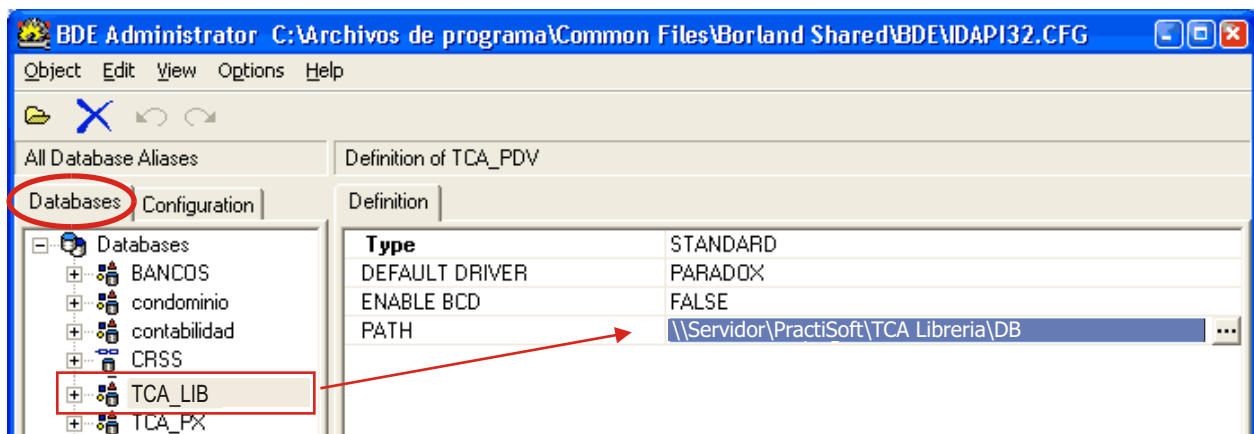 BDE Administrator C:\Archivos de programa\Common Files\Borland Shared\BDE\IDAPI32.CFG
Object Edit View Options Help
All Database Aliases Definition of TCA_PDV
Databases Configuration Definition
Databases Type STANDARD
BANCOS DEFAULT DRIVER PARADOX
condominio ENABLE BCD FALSE
contabilidad PATH \\Servidor\PractiSoft\TCA Libreria\DB ...
CRSS
TCA_LIB
TCA_PX